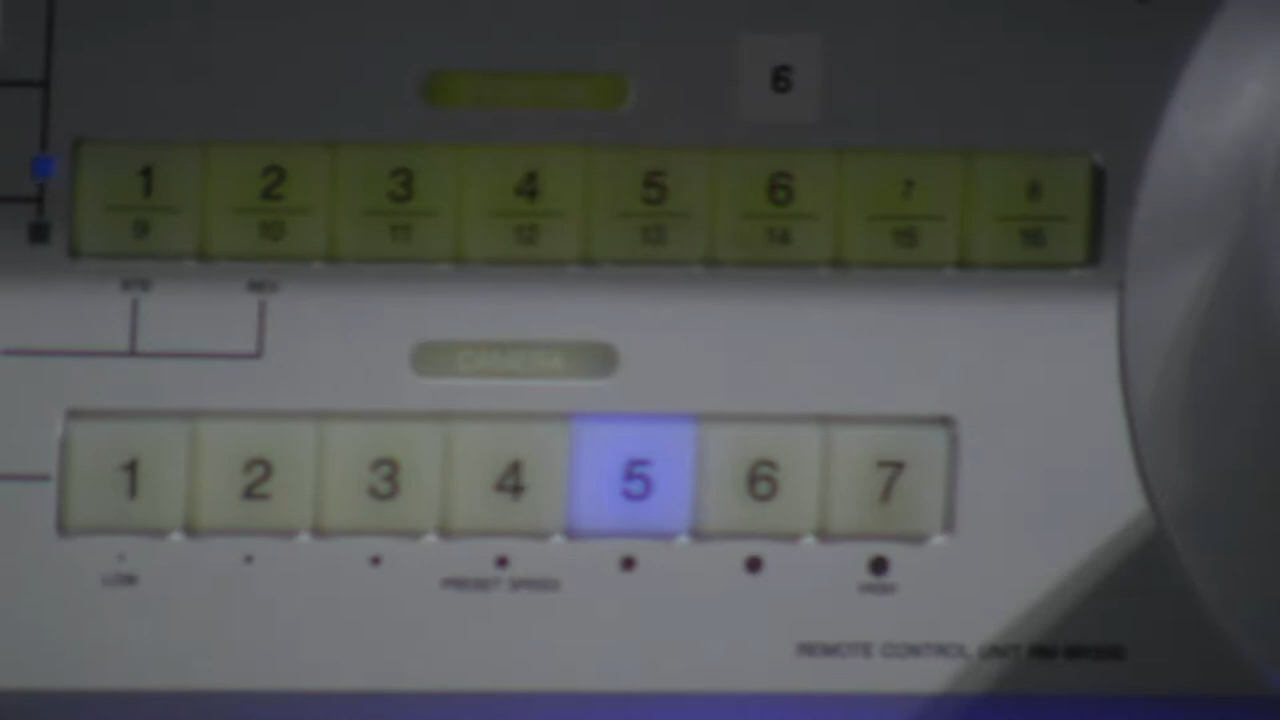 6
1 2 3 4 5 6 7 8
9 10 11 12 13 14 15 16
CAMERA
1 2 3 4 5 6 7
LOW PRESET SPEED HIGH
REMOTE CONTROL UNIT